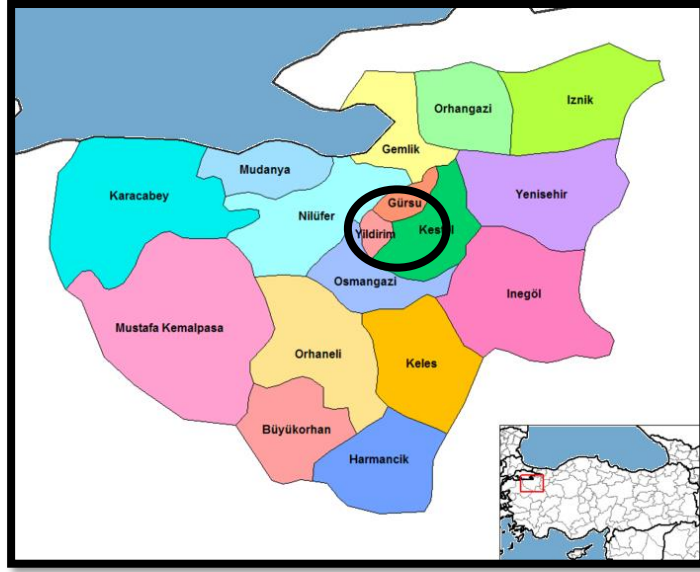 Iznik
Orhangazi
Gemlik
Mudanya
Karacabey
Yenisehir
Gürsu
Nilüfer
Yildirim
Kestel
Osmangazi
Inegöl
Mustafa Kemalpasa
Orhaneli
Keles
Büyükorhan
Harmancik